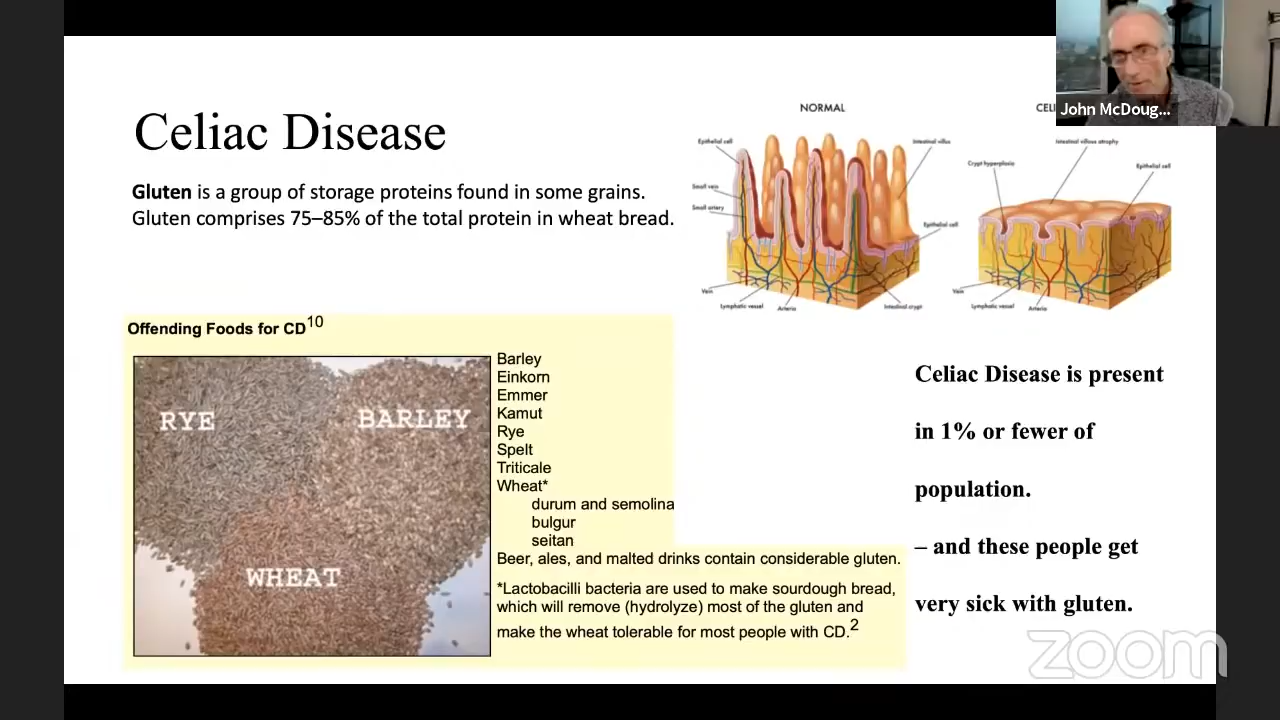 John McDoug...
Celiac Disease
Gluten is a group of storage proteins found in some grains.
Gluten comprises 75–85% of the total protein in wheat bread.
NORMAL
Epithelial cell
Intestinal villus
Small vein
Small artery
Epithelial cell
Vein
Lymphatic vessel
Arteria
Intestinal crypt
CELI
Intestinal villous atrophy
Crypt hyperplasia
Epithelial cell
Vein
Lymphatic vessel
Arteria
Offending Foods for CD10
RYE
BARLEY
WHEAT
Barley
Einkorn
Emmer
Kamut
Rye
Spelt
Triticale
Wheat*
durum and semolina
bulgur
seitan
Beer, ales, and malted drinks contain considerable gluten.
*Lactobacilli bacteria are used to make sourdough bread,
which will remove (hydrolyze) most of the gluten and
make the wheat tolerable for most people with CD.2
Celiac Disease is present
in 1% or fewer of
population.
– and these people get
very sick with gluten.
zoom